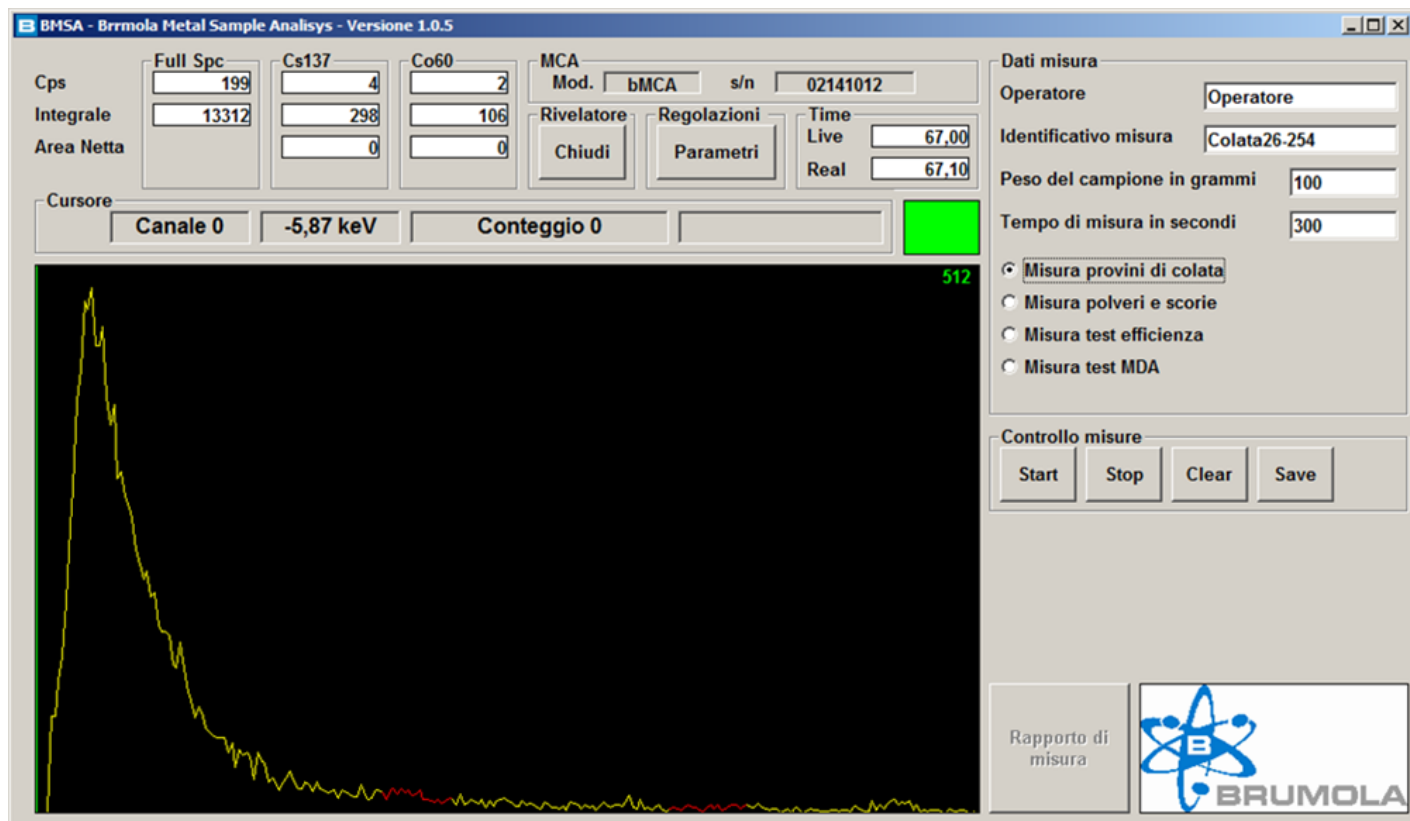 BMSA - Brrmola Metal Sample Analisys - Versione 1.0.5
Full Spc Cs137 Co60
Cps 199 4 2
Integrale 13312 298 106
Area Netta 0 0
MCA
Mod. bMCA s/n 02141012
Rivelatore Regolazioni Time
Chiudi Parametri
Live 67,00
Real 67,10
Cursore
Canale 0 -5,87 keV Conteggio 0
512
Dati misura
Operatore Operatore
Identificativo misura Colata26-254
Peso del campione in grammi 100
Tempo di misura in secondi 300
Misura provini di colata
Misura polveri e scorie
Misura test efficienza
Misura test MDA
Controllo misure
Start Stop Clear Save
Rapporto di
misura
B
BRUMOLA